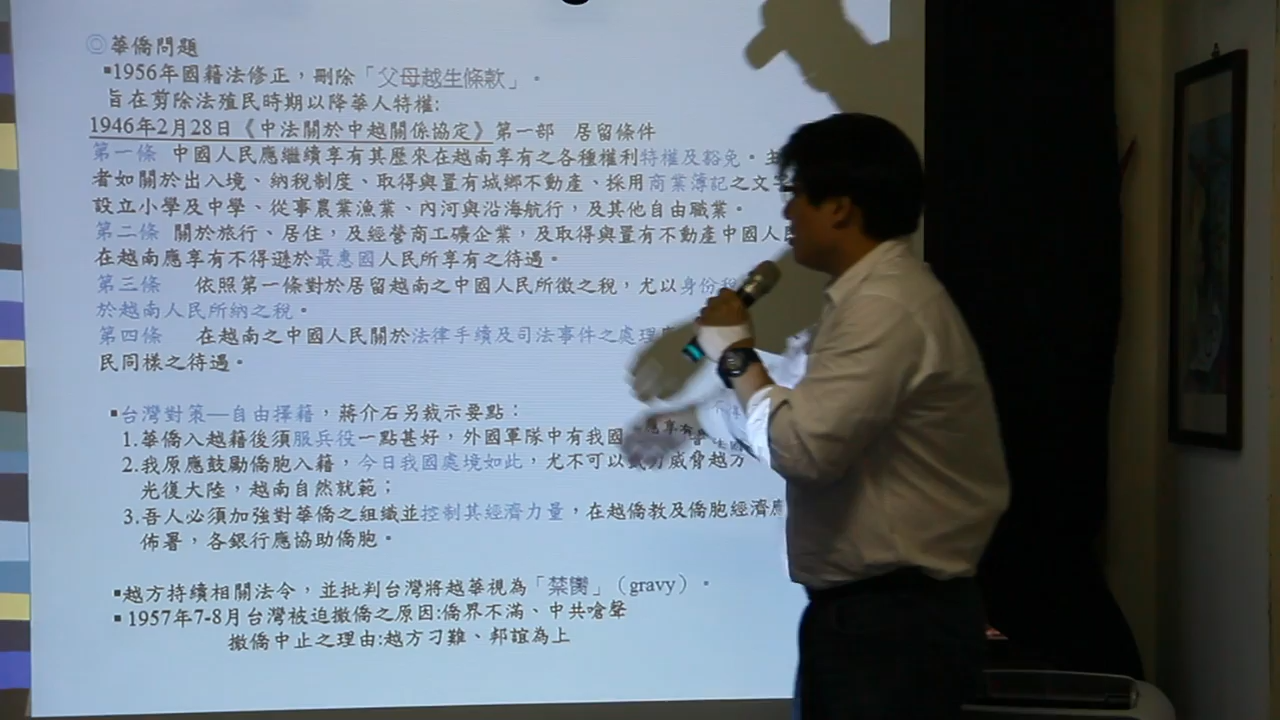 ◎華僑問題
▪1956年國籍法修正，刪除「父母越生條款」。
旨在剪除法殖民時期以降華人特權:
1946年2月28日《中法關於中越關係協定》第一部 居留條件
第一條 中國人民應繼續享有其歷來在越南享有之各種權利特權及豁免。主
者如關於出入境、納稅制度、取得與置有城鄉不動產、採用商業簿記之文字
設立小學及中學、從事農業漁業、內河與沿海航行，及其他自由職業。
第二條 關於旅行、居住，及經營商工礦企業，及取得與置有不動產中國人民
在越南應享有不得遜於最惠國人民所享有之待遇。
第三條 依照第一條對於居留越南之中國人民所徵之稅，尤以身份稅
於越南人民所納之稅。
第四條 在越南之中國人民關於法律手續及司法事件之處理
民同樣之待遇。
▪台灣對策—自由擇籍，蔣介石另裁示要點：
1.華僑入越籍後須服兵役一點甚好，外國軍隊中有我國
應享有
2.我原應鼓勵僑胞入籍，今日我國處境如此，尤不可以武力威脅越方
光復大陸，越南自然就範；
3.吾人必須加強對華僑之組織並控制其經濟力量，在越僑教及僑胞經濟應
佈署，各銀行應協助僑胞。
▪越方持續相關法令，並批判台灣將越華視為「禁臠」（gravy）。
▪1957年7-8月台灣被迫撤僑之原因:僑界不滿、中共嗆聲
撤僑中止之理由:越方刁難、邦誼為上